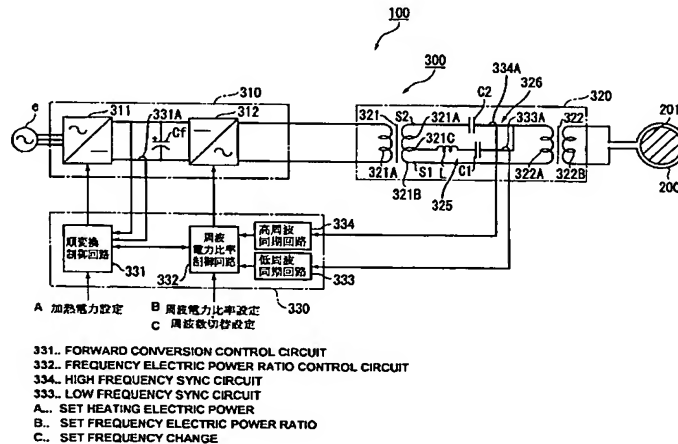 100
300
334A
326
310
320
e
311
331A
312
Cf
321
S2
321A
C2
333A
322
201
321C
321A
321B
S1
L
C1
325
322A
322B
200
順変換
制御回路
331
周波
電力比率
制御回路
332
高周波
同期回路
334
低周波
同期回路
333
330
A 加熱電力設定
B 周波電力比率設定
C 周波数切替設定
331.. FORWARD CONVERSION CONTROL CIRCUIT
332.. FREQUENCY ELECTRIC POWER RATIO CONTROL CIRCUIT
334.. HIGH FREQUENCY SYNC CIRCUIT
333.. LOW FREQUENCY SYNC CIRCUIT
A... SET HEATING ELECTRIC POWER
B.. SET FREQUENCY ELECTRIC POWER RATIO
C.. SET FREQUENCY CHANGE